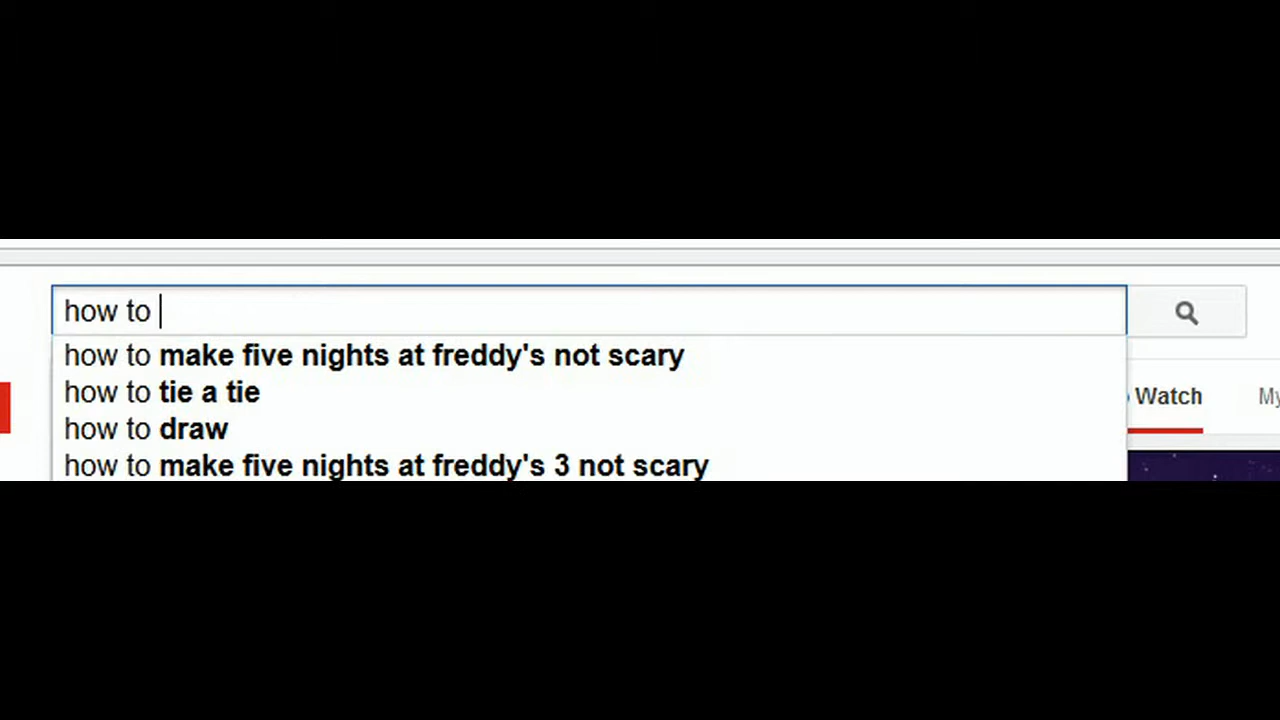 how to
how to make five nights at freddy's not scary
how to tie a tie
Watch
My
how to draw
how to make five nights at freddy's 3 not scary